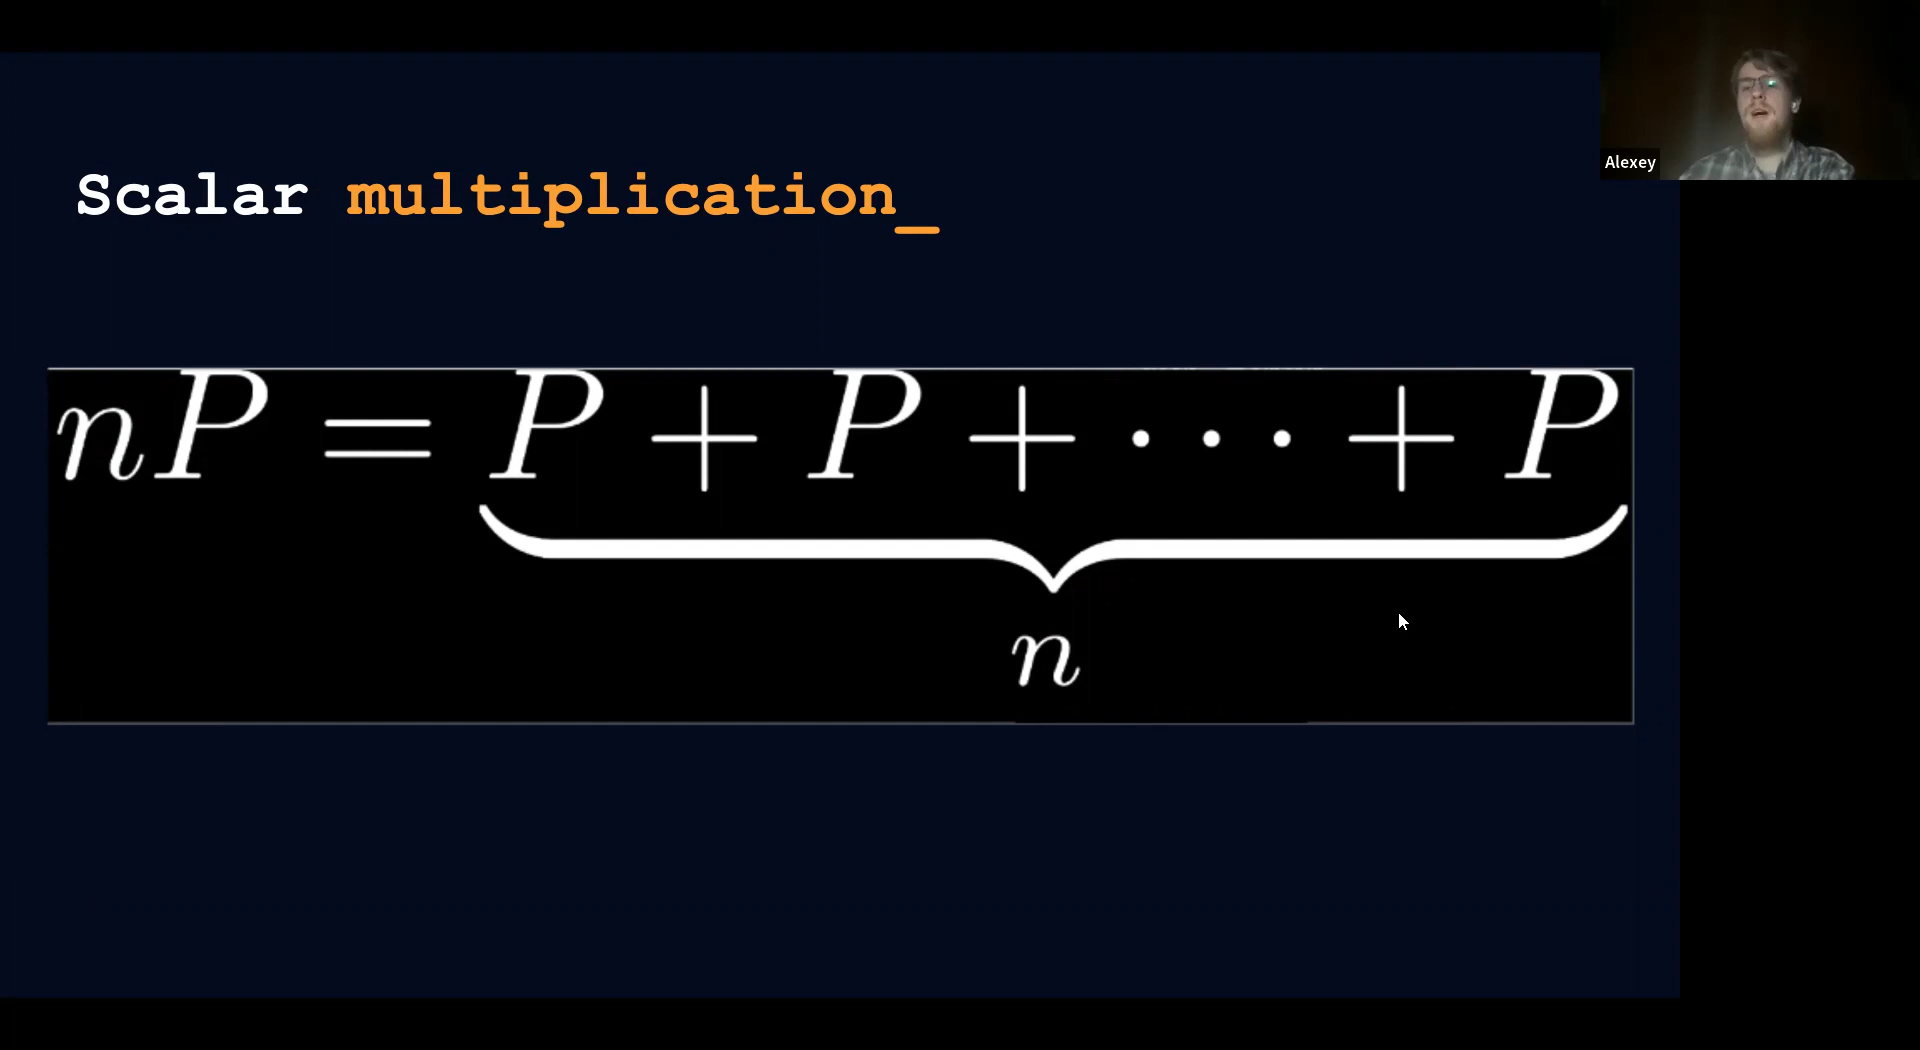 Alexey
Scalar multiplication_
nP = P + P + · · · + P
n